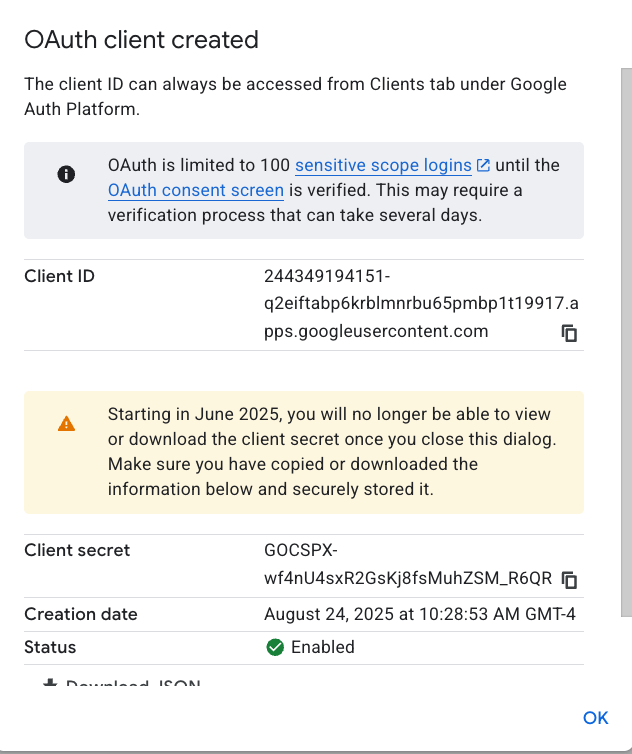 OAuth client created
The client ID can always be accessed from Clients tab under Google
Auth Platform.
OAuth is limited to 100 sensitive scope logins until the
OAuth consent screen is verified. This may require a
verification process that can take several days.
Client ID
244349194151-
q2eiftabp6krblmnrbu65pmbp1t19917.a
pps.googleusercontent.com
Starting in June 2025, you will no longer be able to view
or download the client secret once you close this dialog.
Make sure you have copied or downloaded the
information below and securely stored it.
Client secret
GOCSPX-
wf4nU4sxR2GsKj8fsMuhZSM_R6QR
Creation date
August 24, 2025 at 10:28:53 AM GMT-4
Status
Enabled
Download JSON
OK